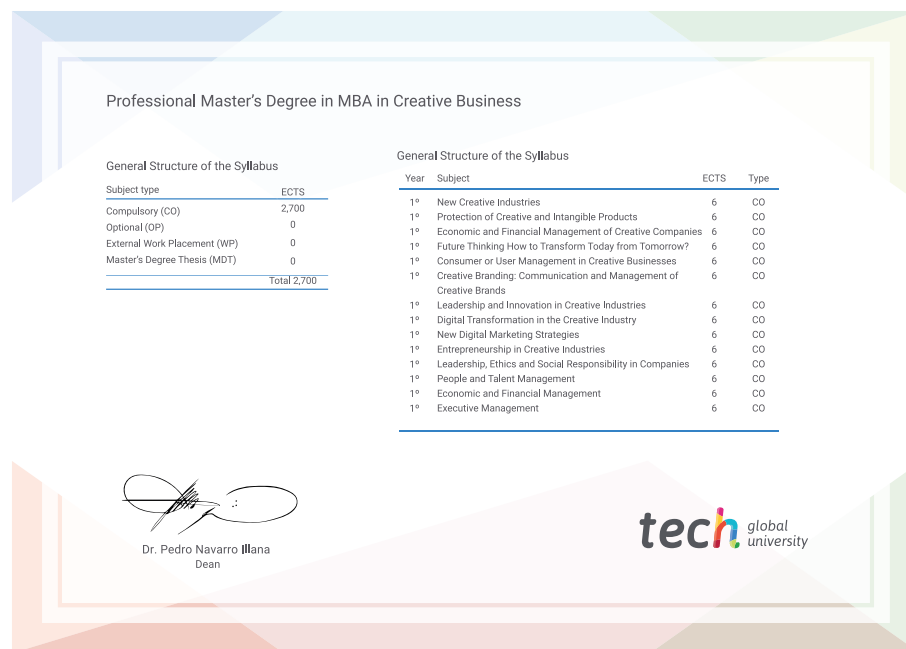 Professional Master's Degree in MBA in Creative Business
General Structure of the Syllabus
Subject type ECTS
Compulsory (CO) 2,700
Optional (OP) 0
External Work Placement (WP) 0
Master's Degree Thesis (MDT) 0
Total 2,700
General Structure of the Syllabus
Year Subject ECTS Type
1º New Creative Industries 6 CO
1º Protection of Creative and Intangible Products 6 CO
1º Economic and Financial Management of Creative Companies 6 CO
1º Future Thinking How to Transform Today from Tomorrow? 6 CO
1º Consumer or User Management in Creative Businesses 6 CO
1º Creative Branding: Communication and Management of 6 CO
Creative Brands
1º Leadership and Innovation in Creative Industries 6 CO
1º Digital Transformation in the Creative Industry 6 CO
1º New Digital Marketing Strategies 6 CO
1º Entrepreneurship in Creative Industries 6 CO
1º Leadership, Ethics and Social Responsibility in Companies 6 CO
1º People and Talent Management 6 CO
1º Economic and Financial Management 6 CO
1º Executive Management 6 CO
Dr. Pedro Navarro Illana
Dean
tech global
university